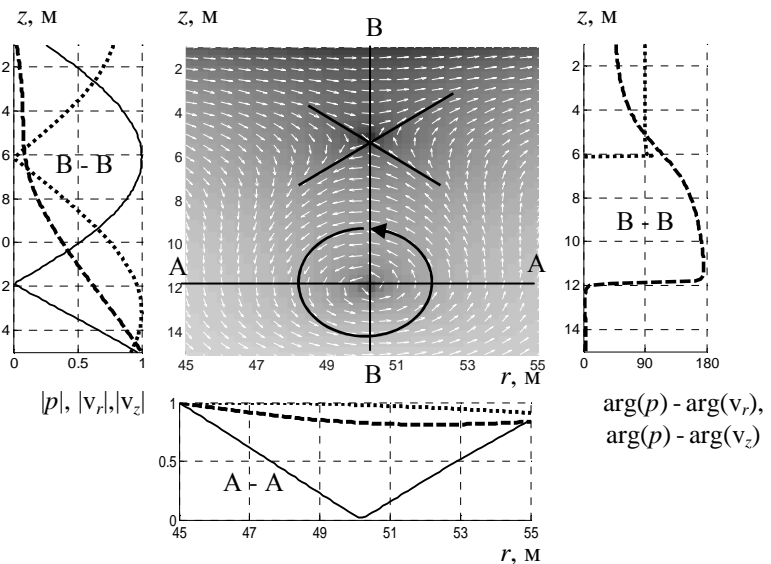 z, м
z, м
z, м
B
2
4
6
B - B
0
2
4
0
0.5
1
|p|, |v_r|,|v_z|
2
4
6
8
10
12
14
A
A
45
47
49
51
53
55
B
r, м
2
4
6
8
10
12
14
B - B
0
90
180
arg(p) - arg(v_r),
arg(p) - arg(v_z)
1
0.5
0
A - A
45
47
49
51
53
55
r, м